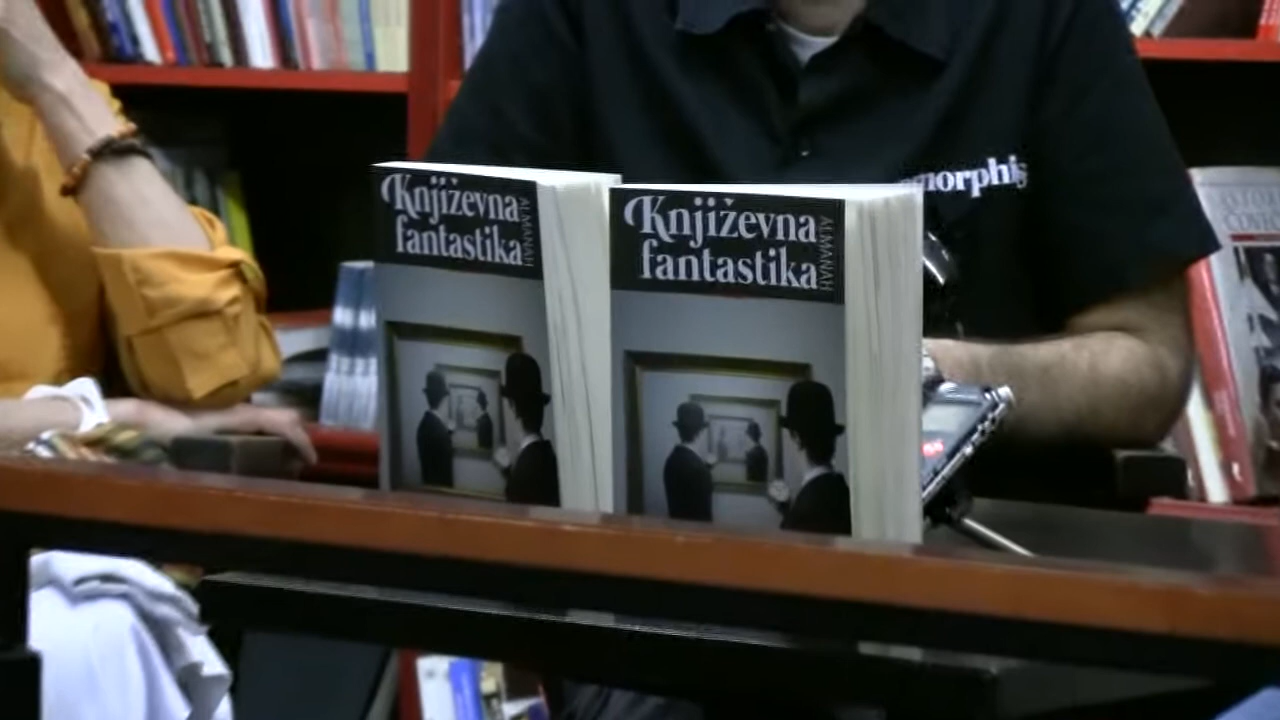 Književna
fantastika
ALMANAH
Književna
fantastika
ALMANAH
morphis